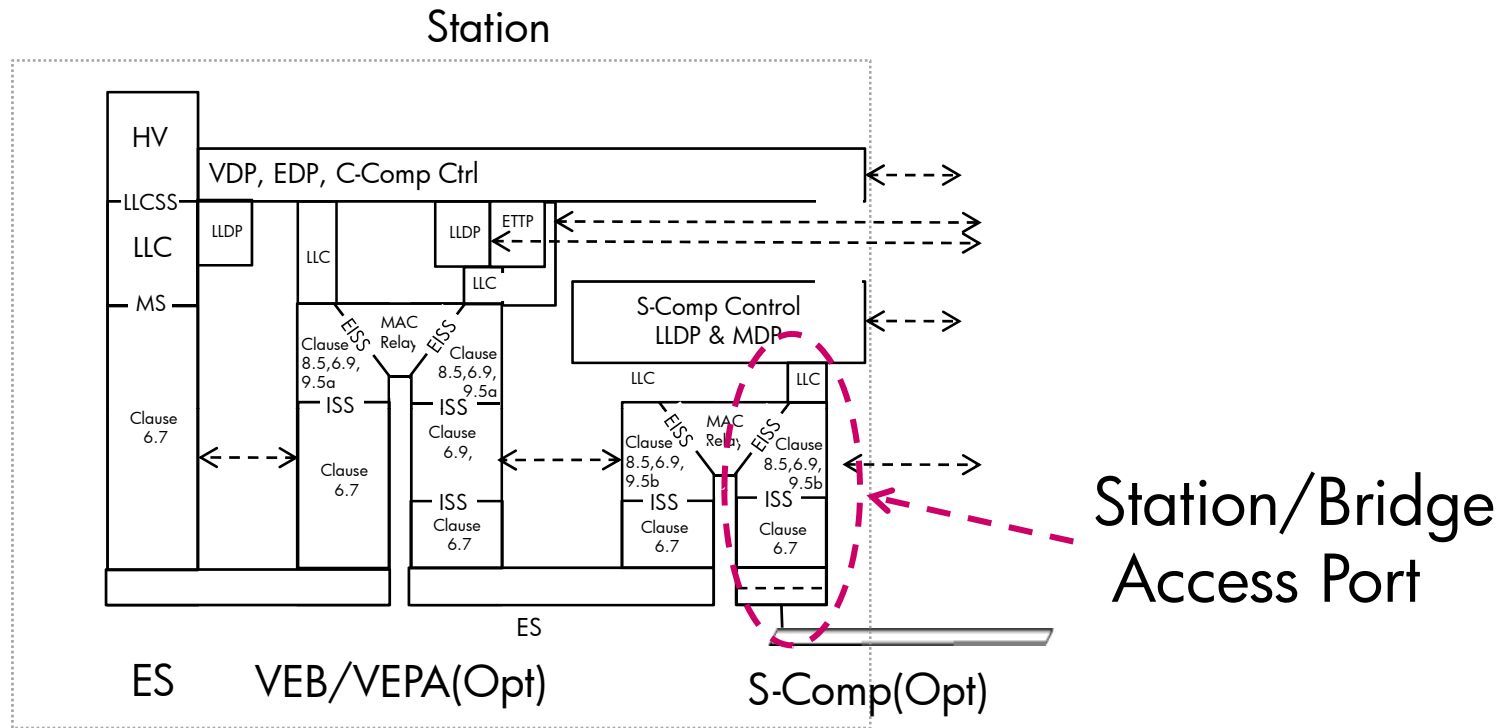 Station
HV
VDP, EDP, C-Comp Ctrl
LLCSS
LLDP
LLC
LLC
LLDP
ETTP
LLC
MS
S-Comp Control
LLDP & MDP
EISS
MAC
Relay
EISS
Clause
8.5,6.9,
9.5a
Clause
8.5,6.9,
9.5a
LLC
LLC
ISS
ISS
Clause
6.7
Clause
6.9,
Clause
6.7
EISS
MAC
Relay
EISS
Clause
8.5,6.9,
9.5b
Clause
8.5,6.9,
9.5b
ISS
ISS
ISS
Clause
6.7
Clause
6.7
Clause
6.7
Station/Bridge
Access Port
ES
ES
VEB/VEPA(Opt)
S-Comp(Opt)